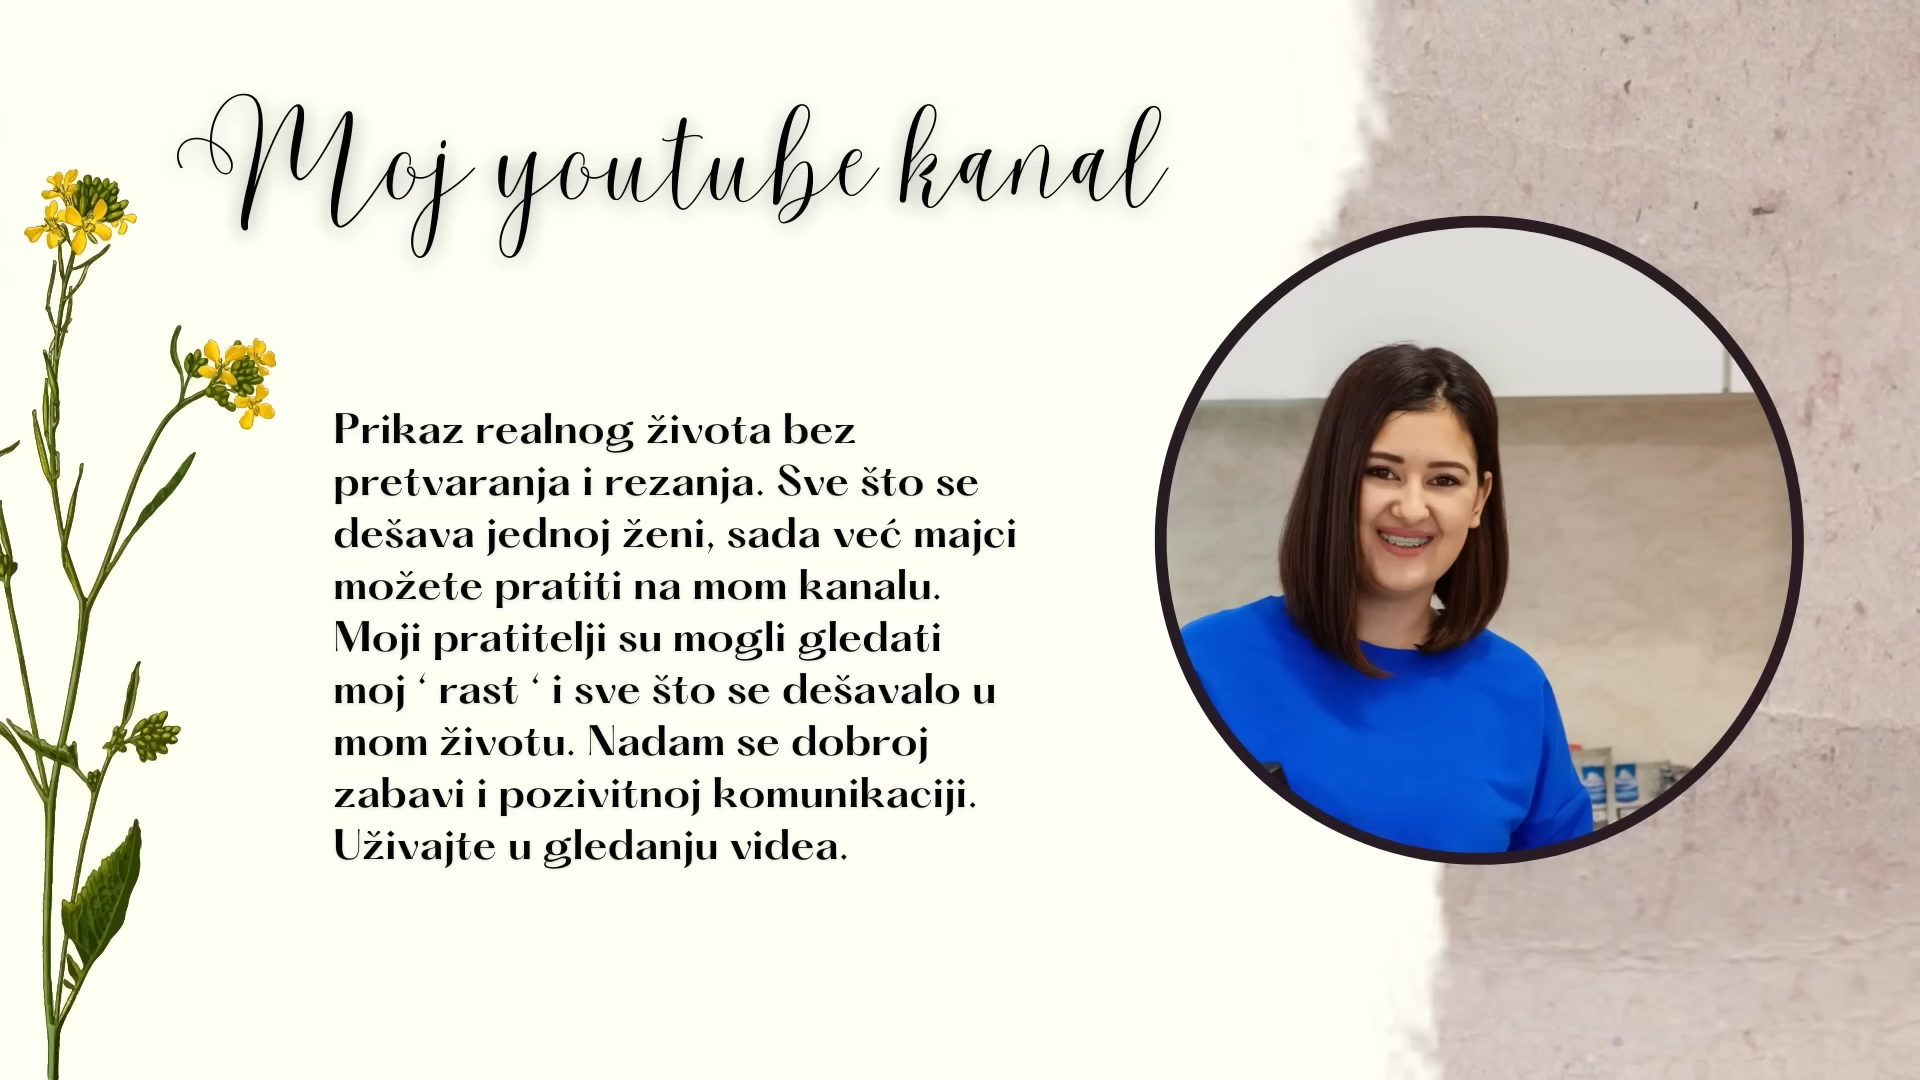 Moj youtube kanal
Prikaz realnog života bez
pretvaranja i rezanja. Sve što se
dešava jednoj ženi, sada već majci
možete pratiti na mom kanalu.
Moji pratitelji su mogli gledati
moj ‘ rast ‘ i sve što se dešavalo u
mom životu. Nadam se dobroj
zabavi i pozivitnoj komunikaciji.
Uživajte u gledanju videa.